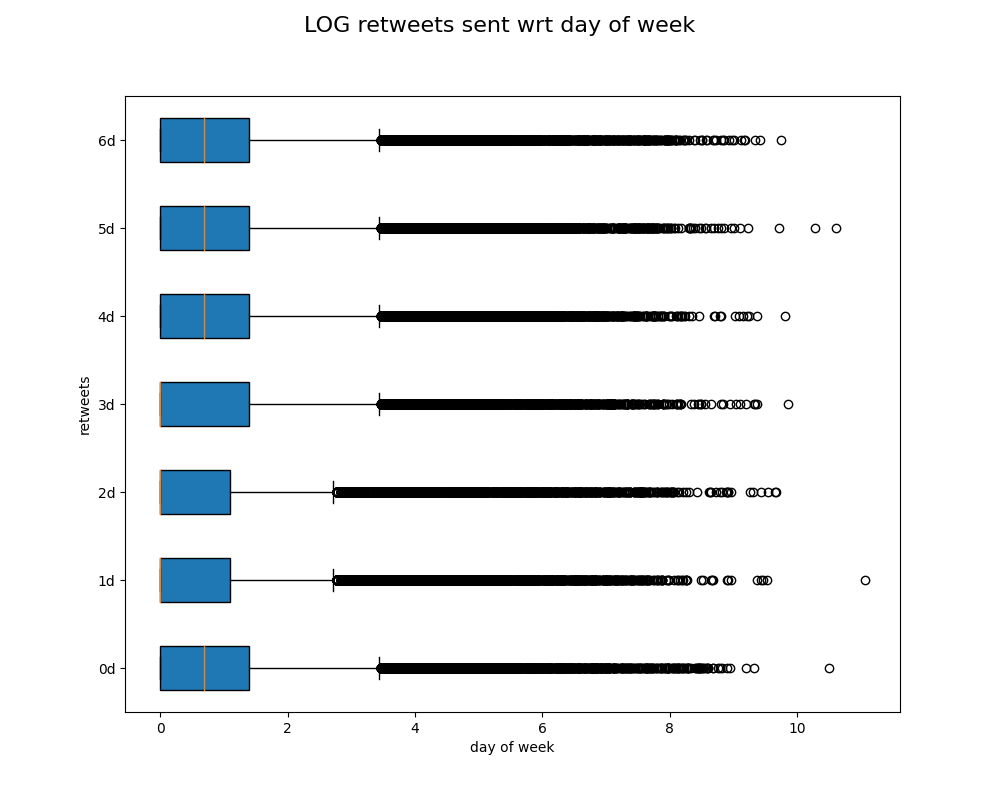 LOG retweets sent wrt day of week
6d
5d
4d
3d
2d
1d
0d
retweets
0 2 4 6 8 10
day of week